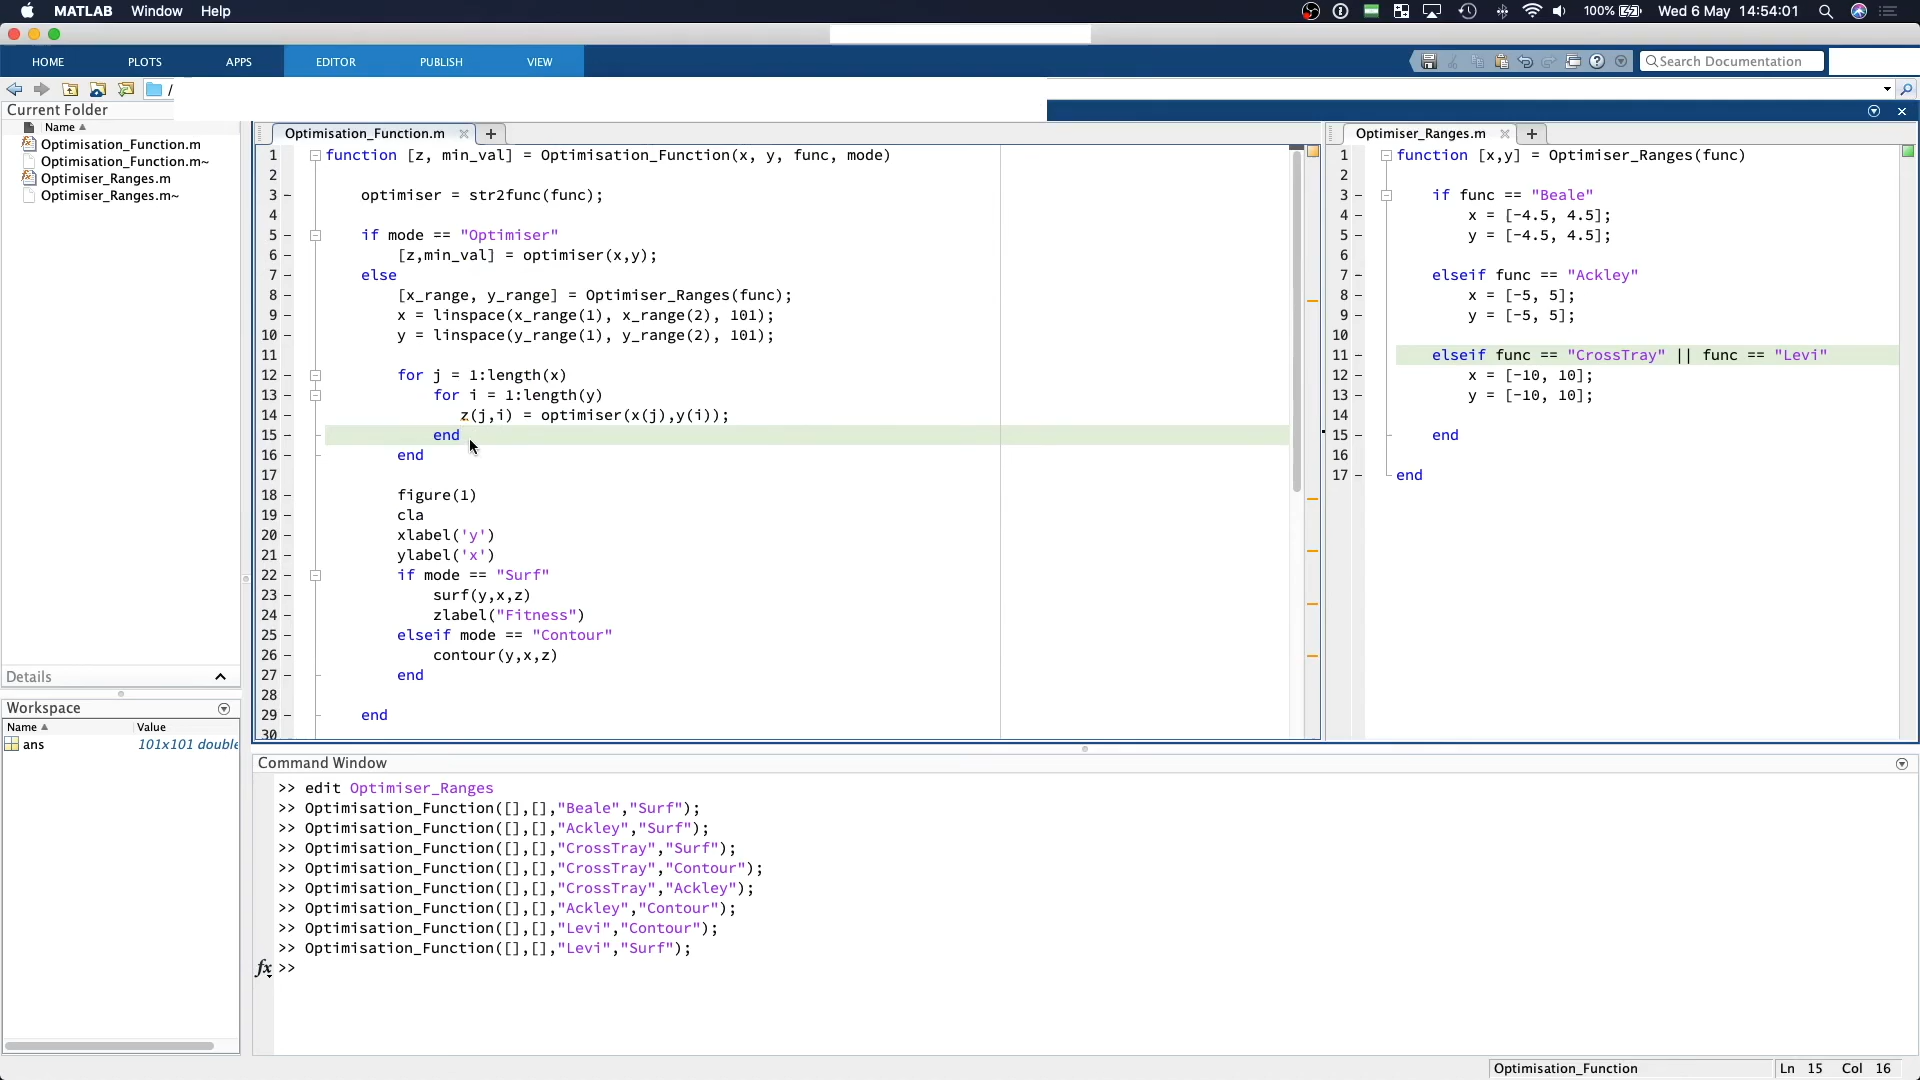 MATLAB Window Help
100% Wed 6 May 14:54:01
HOME PLOTS APPS EDITOR PUBLISH VIEW
Search Documentation
/
Current Folder
Name
Optimisation_Function.m
Optimisation_Function.m~
Optimiser_Ranges.m
Optimiser_Ranges.m~
Details
Workspace
Name Value
ans 101x101 double
Optimisation_Function.m
1 function [z, min_val] = Optimisation_Function(x, y, func, mode)
2
3 – optimiser = str2func(func);
4
5 – if mode == "Optimiser"
6 – [z,min_val] = optimiser(x,y);
7 – else
8 – [x_range, y_range] = Optimiser_Ranges(func);
9 – x = linspace(x_range(1), x_range(2), 101);
10 – y = linspace(y_range(1), y_range(2), 101);
11
12 – for j = 1:length(x)
13 – for i = 1:length(y)
14 – z(j,i) = optimiser(x(j),y(i));
15 – end
16 – end
17
18 – figure(1)
19 – cla
20 – xlabel('y')
21 – ylabel('x')
22 – if mode == "Surf"
23 – surf(y,x,z)
24 – zlabel("Fitness")
25 – elseif mode == "Contour"
26 – contour(y,x,z)
27 – end
28
29 – end
30
Optimiser_Ranges.m
1 function [x,y] = Optimiser_Ranges(func)
2
3 – if func == "Beale"
4 – x = [-4.5, 4.5];
5 – y = [-4.5, 4.5];
6
7 – elseif func == "Ackley"
8 – x = [-5, 5];
9 – y = [-5, 5];
10
11 – elseif func == "CrossTray" || func == "Levi"
12 – x = [-10, 10];
13 – y = [-10, 10];
14
15 – end
16
17 – end
Command Window
>> edit Optimiser_Ranges
>> Optimisation_Function([],[],"Beale","Surf");
>> Optimisation_Function([],[],"Ackley","Surf");
>> Optimisation_Function([],[],"CrossTray","Surf");
>> Optimisation_Function([],[],"CrossTray","Contour");
>> Optimisation_Function([],[],"CrossTray","Ackley");
>> Optimisation_Function([],[],"Ackley","Contour");
>> Optimisation_Function([],[],"Levi","Contour");
>> Optimisation_Function([],[],"Levi","Surf");
fx >>
Optimisation_Function Ln 15 Col 16